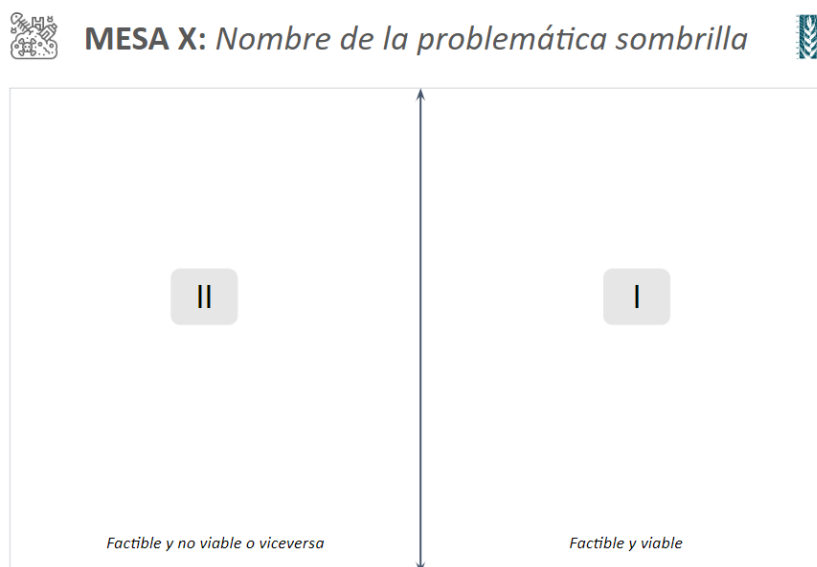 MESA X: Nombre de la problemática sombrilla
II
I
Factible y no viable o viceversa
Factible y viable